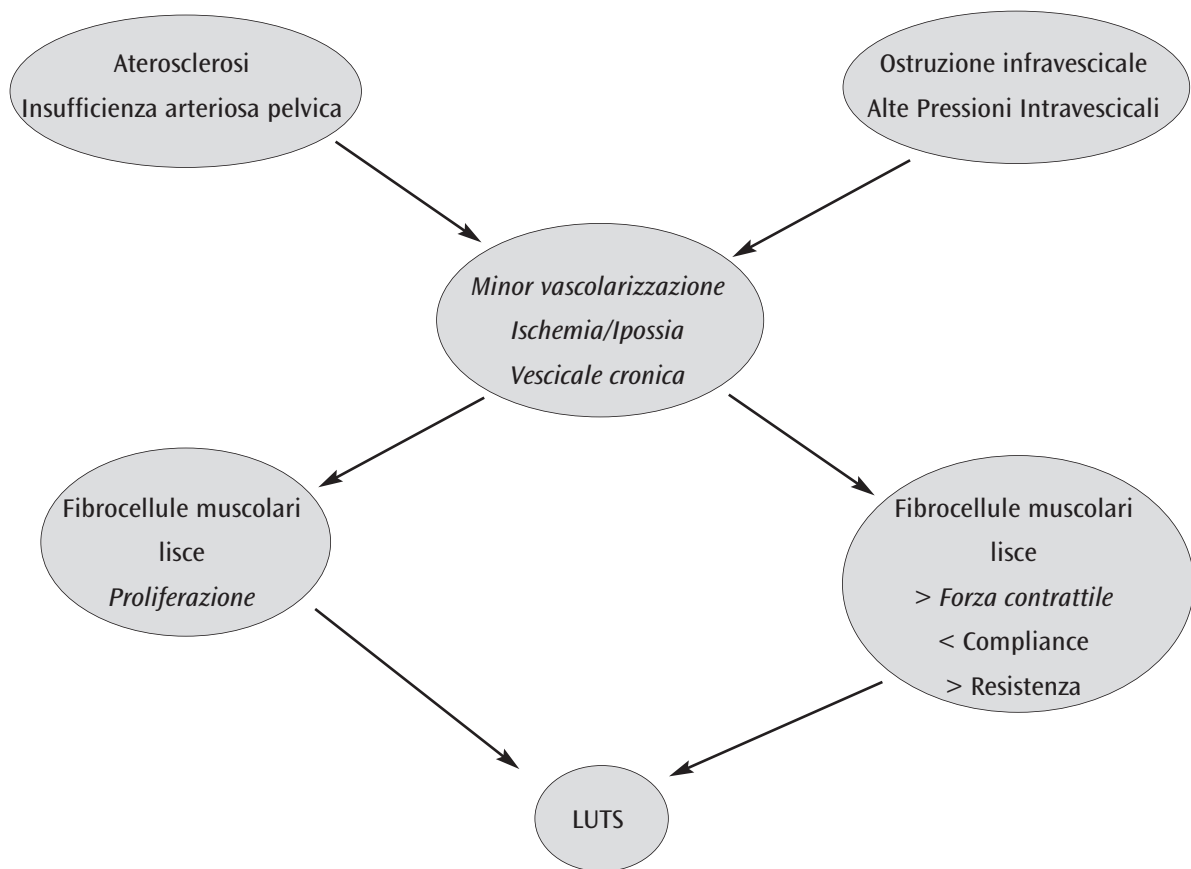 Aterosclerosi
Insufficienza arteriosa pelvica
Ostruzione infravescicale
Alte Pressioni Intravescicali
Minor vascolarizzazione
Ischemia/Ipossia
Vescicale cronica
Fibrocellule muscolari
lisce
Proliferazione
Fibrocellule muscolari
lisce
> Forza contrattile
< Compliance
> Resistenza
LUTS